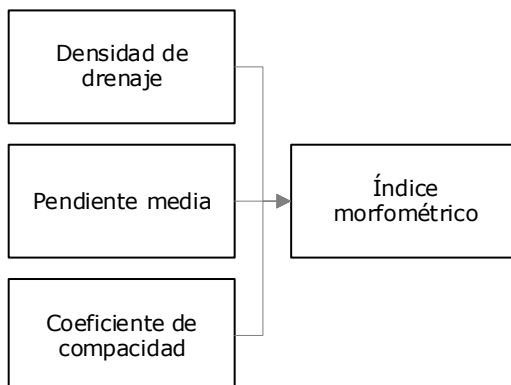 Densidad de
drenaje
Pendiente media
Índice
morfométrico
Coeficiente de
compacidad